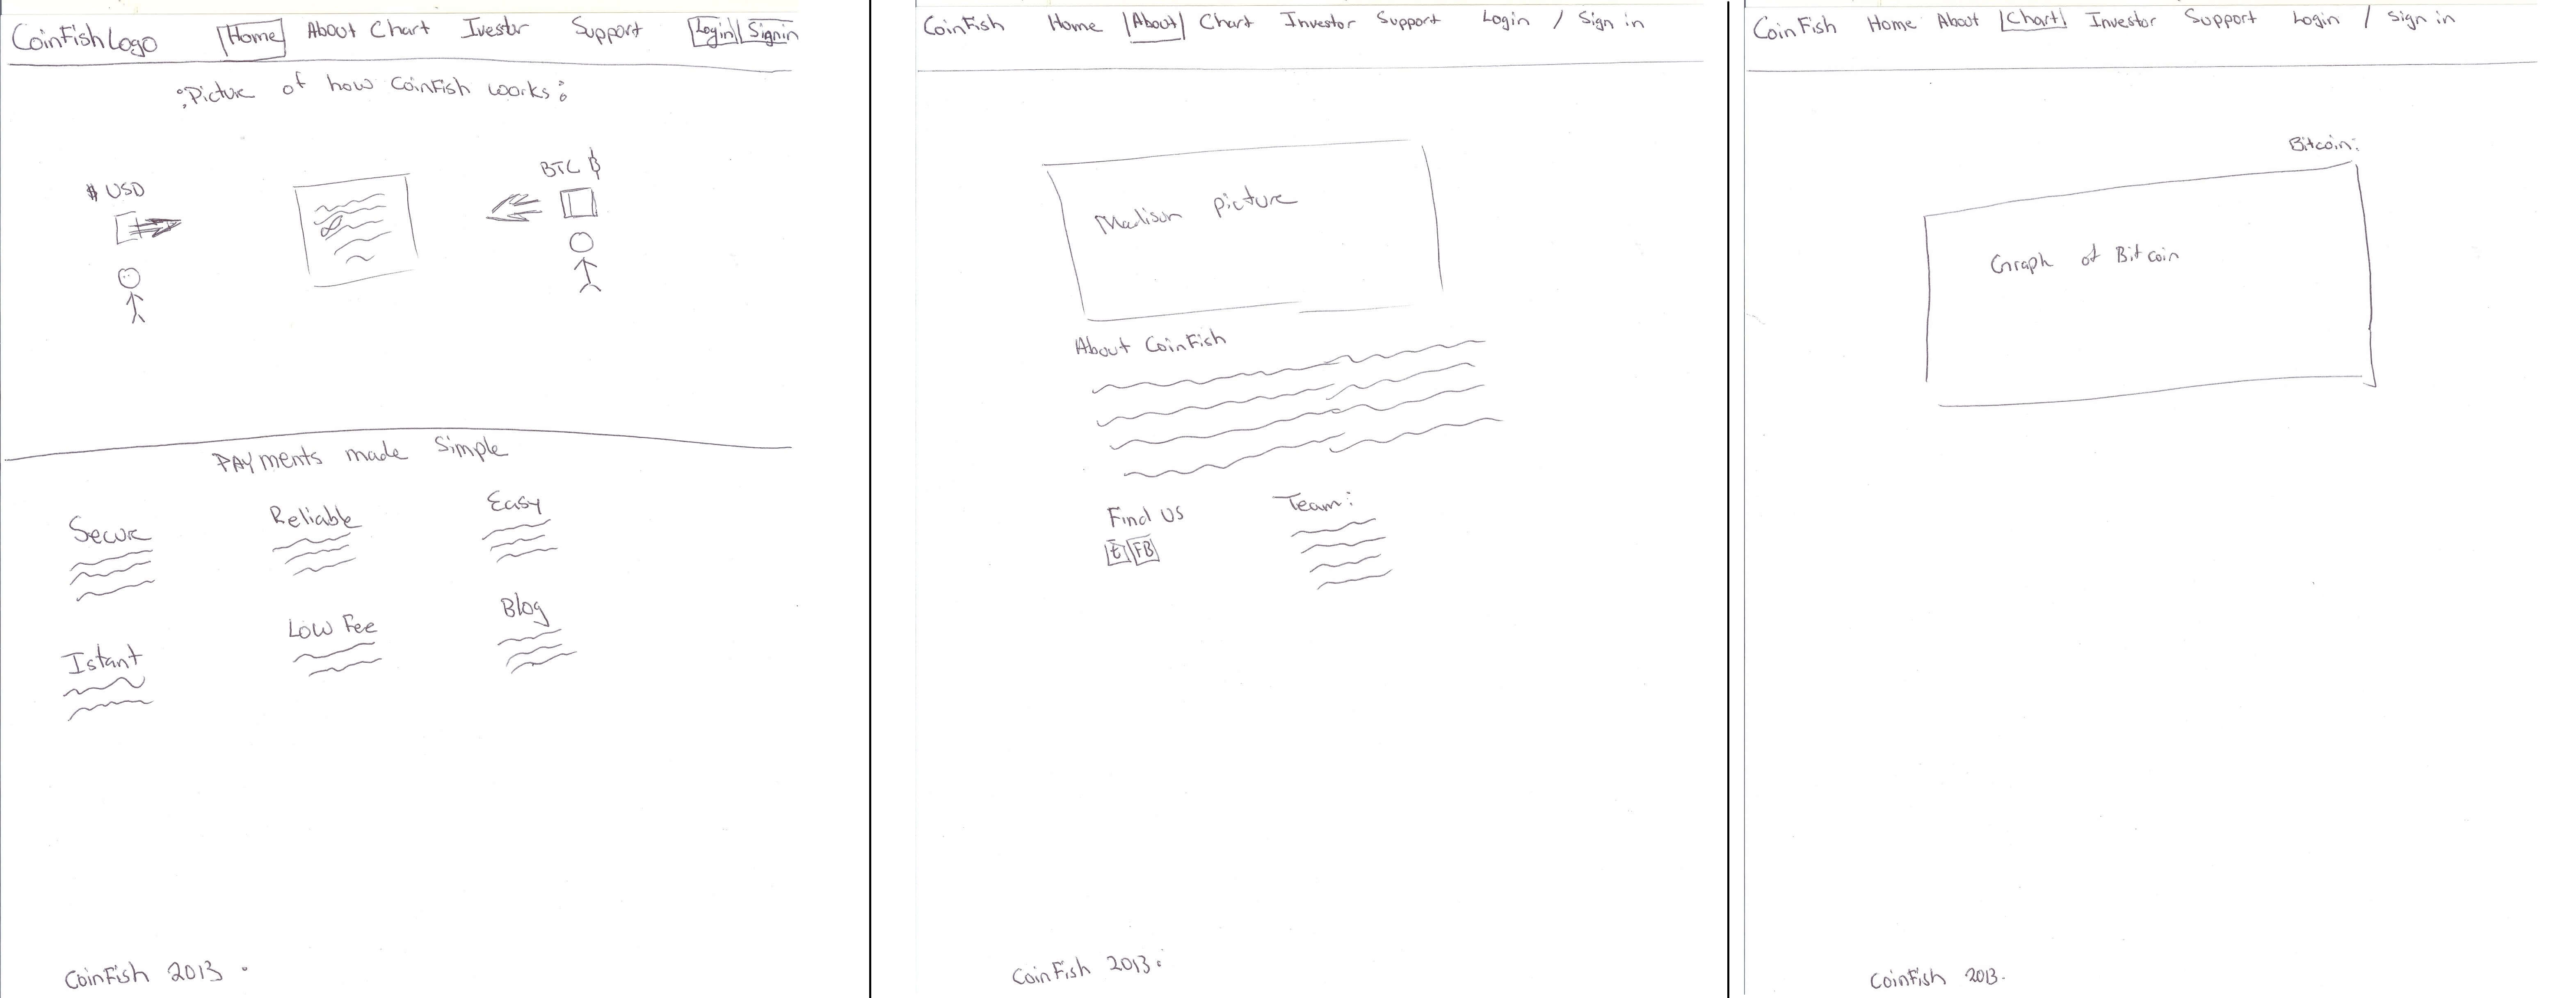 CoinFish Logo Home About Chart Ivestor Support Login Signin
Picture of how CoinFish works:
$ USD
BTC ₿
PAYments made Simple
Secure Reliable Easy
Istant Low Fee Blog
CoinFish 2013.
CoinFish Home About Chart Investor Support Login / Sign in
Madison picture
About CoinFish
Find US Team:
FB
CoinFish 2013.
CoinFish Home About Chart Investor Support Login / Sign in
Bitcoin:
Graph of Bitcoin
CoinFish 2013.